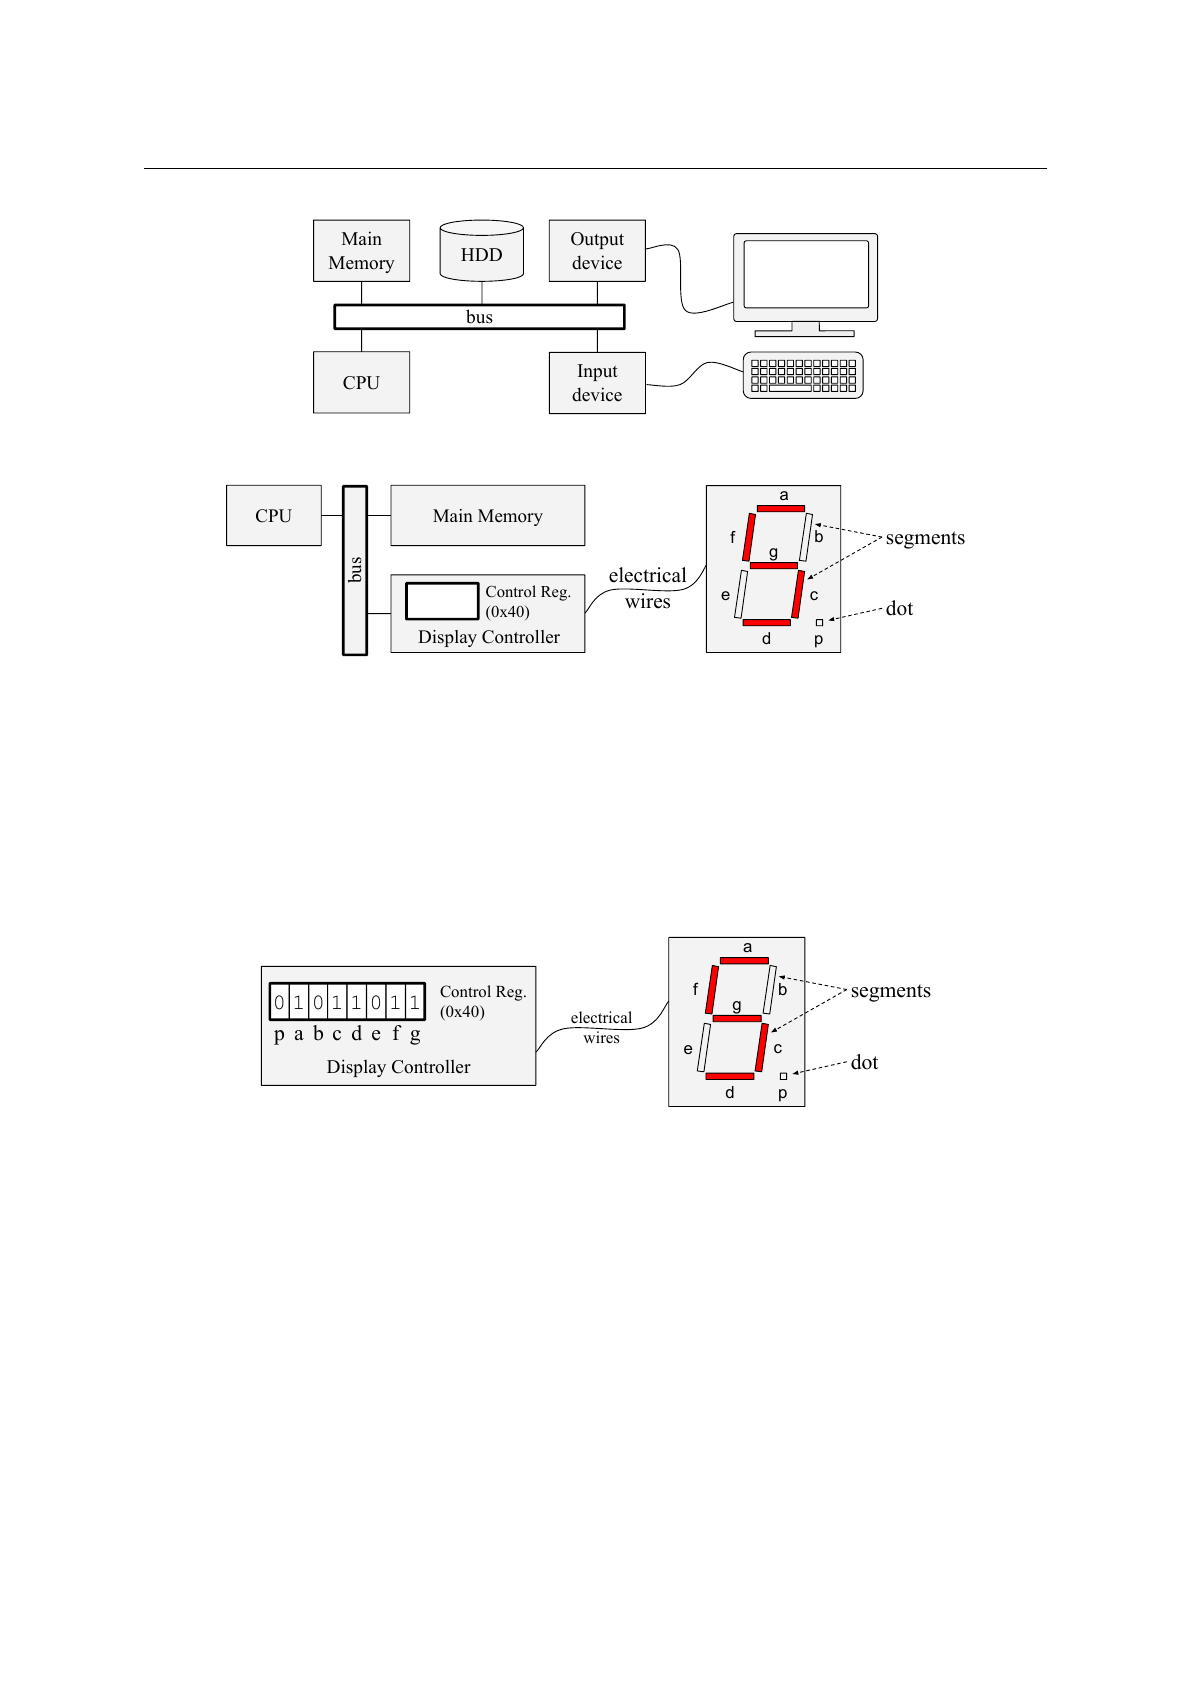 Main
Memory
HDD
Output
device
bus
CPU
Input
device
CPU
bus
Main Memory
Control Reg.
(0x40)
Display Controller
electrical
wires
a
f
b
g
e
c
d
p
segments
dot
0 1 0 1 1 0 1 1
p a b c d e f g
Control Reg.
(0x40)
Display Controller
electrical
wires
a
f
b
g
e
c
d
p
segments
dot